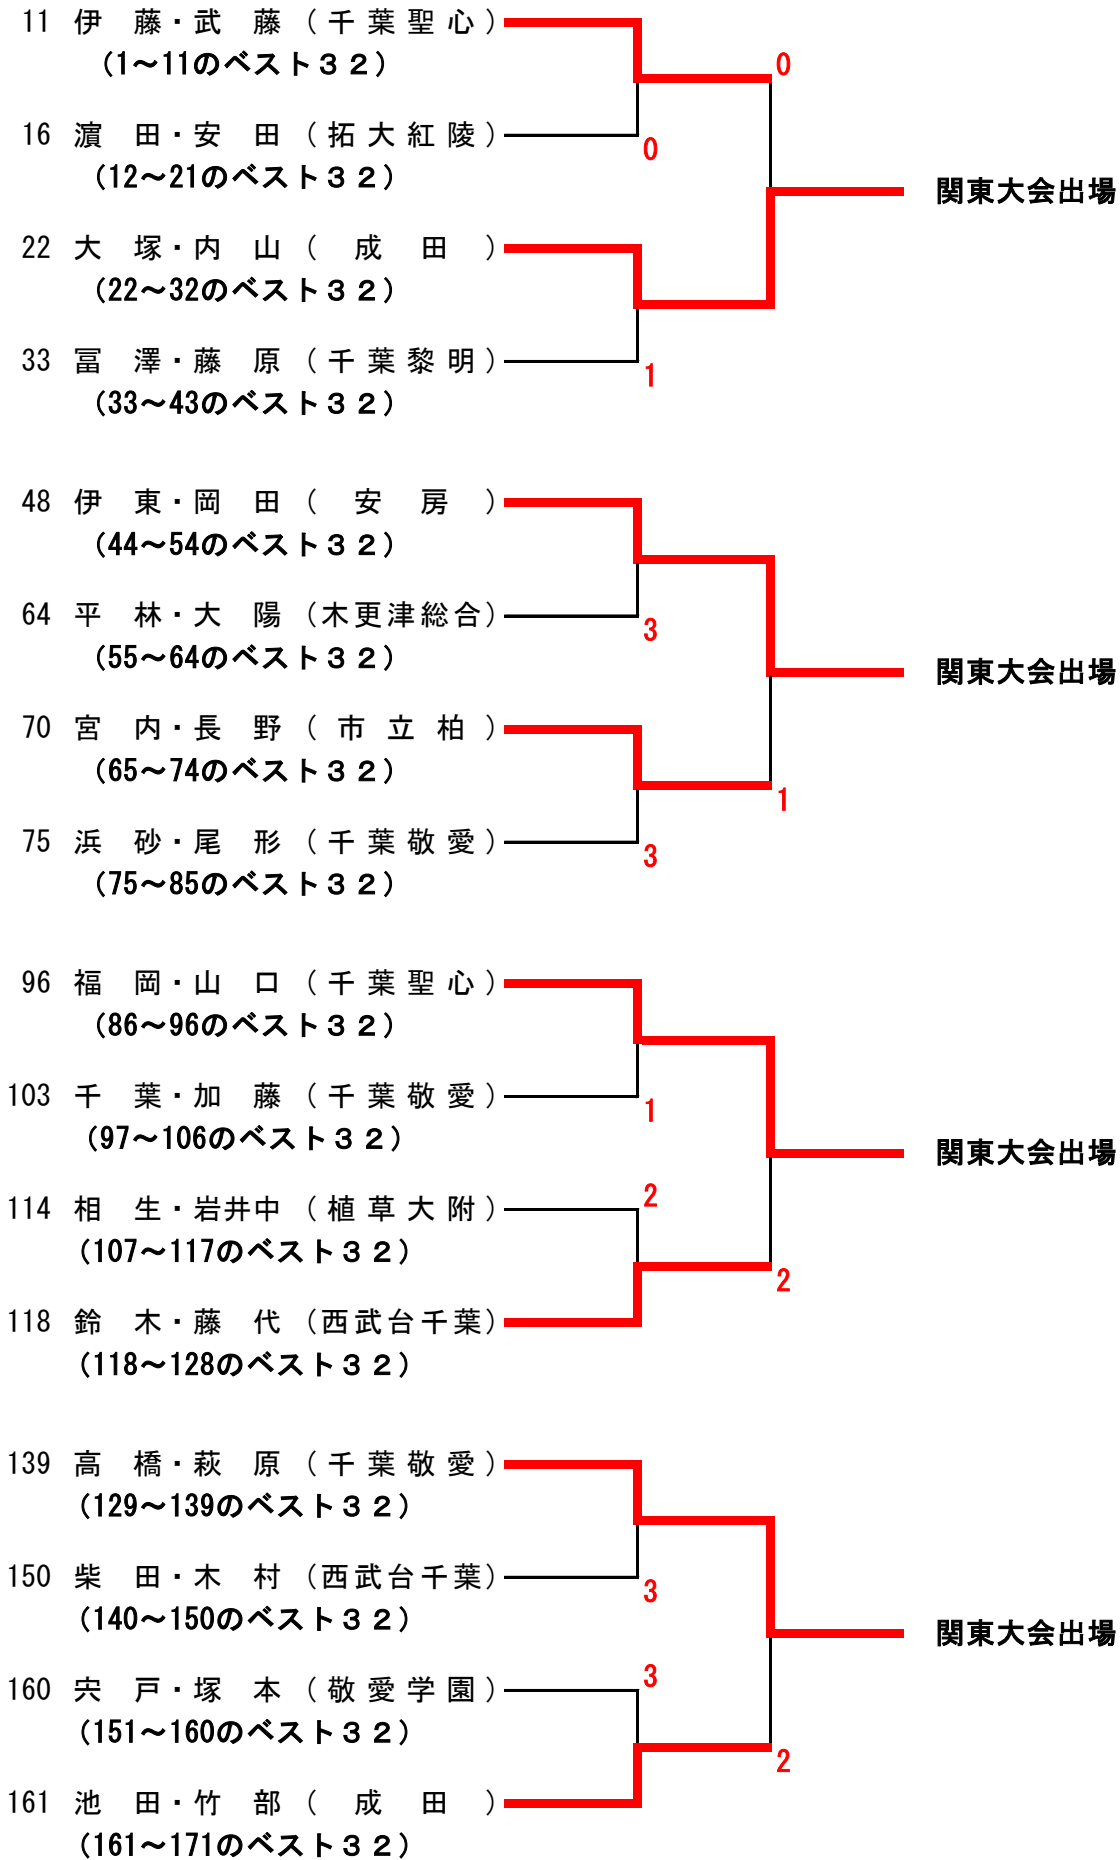 11 伊　藤・武　藤（千葉聖心）
0
（1～11のベスト３２）
16 濵　田・安　田（拓大紅陵）
0
（12～21のベスト３２）
関東大会出場
22 大　塚・内　山（成　田）
（22～32のベスト３２）
33 冨　澤・藤　原（千葉黎明）
1
（33～43のベスト３２）
48 伊　東・岡　田（安　房）
（44～54のベスト３２）
64 平　林・大　陽（木更津総合）
3
（55～64のベスト３２）
関東大会出場
70 宮　内・長　野（市立柏）
（65～74のベスト３２）
1
75 浜　砂・尾　形（千葉敬愛）
3
（75～85のベスト３２）
96 福　岡・山　口（千葉聖心）
（86～96のベスト３２）
103 千　葉・加　藤（千葉敬愛）
1
（97～106のベスト３２）
関東大会出場
2
114 相　生・岩井中（植草大附）
（107～117のベスト３２）
2
118 鈴　木・藤　代（西武台千葉）
（118～128のベスト３２）
139 高　橋・萩　原（千葉敬愛）
（129～139のベスト３２）
150 柴　田・木　村（西武台千葉）
3
（140～150のベスト３２）
関東大会出場
3
160 宍　戸・塚　本（敬愛学園）
（151～160のベスト３２）
2
161 池　田・竹　部（成　田）
（161～171のベスト３２）